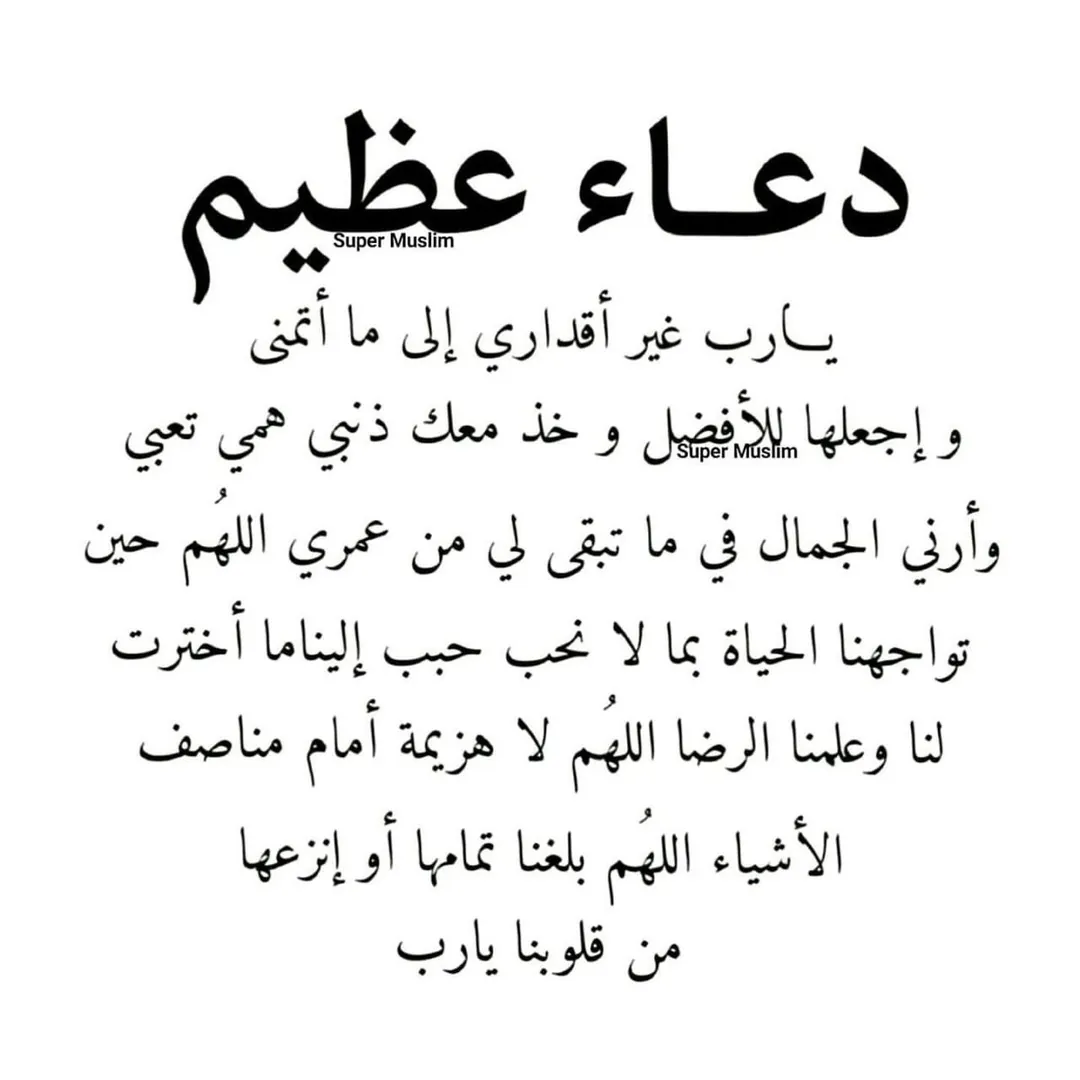 دعـاء عظيم
Super Muslim
يـارب غير أقداري إلى ما أتمنى
و إجعلها للأفضل و خذ معك ذنبي همي تعبي
Super Muslim
وأرني الجمال في ما تبقى لي من عمري اللهُم حين
تواجهنا الحياة بما لا نحب حبب إليناما أخترت
لنا وعلمنا الرضا اللهُم لا هزيمة أمام مناصف
الأشياء اللهُم بلغنا تمامها أو إنزعها
من قلوبنا يارب